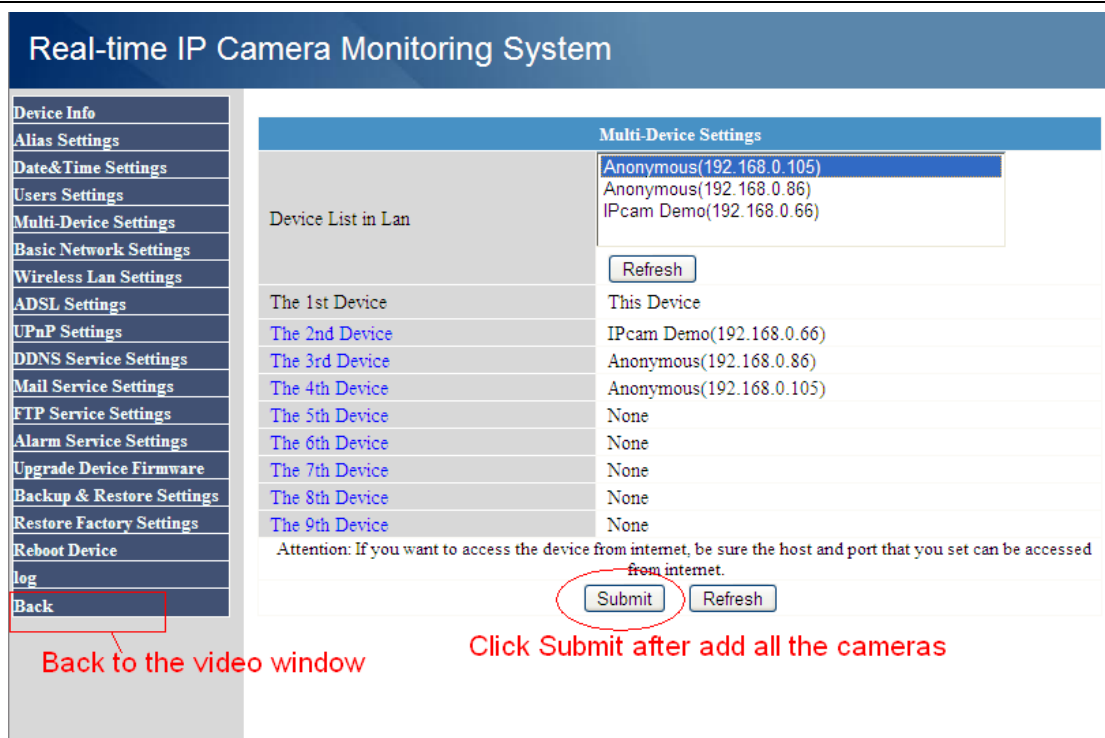 Real-time IP Camera Monitoring System
Device Info
Alias Settings
Date&Time Settings
Users Settings
Multi-Device Settings
Basic Network Settings
Wireless Lan Settings
ADSL Settings
UPnP Settings
DDNS Service Settings
Mail Service Settings
FTP Service Settings
Alarm Service Settings
Upgrade Device Firmware
Backup & Restore Settings
Restore Factory Settings
Reboot Device
log
Back
Back to the video window
Multi-Device Settings
Device List in Lan
Anonymous(192.168.0.105)
Anonymous(192.168.0.86)
IPcam Demo(192.168.0.66)
Refresh
The 1st Device This Device
The 2nd Device IPcam Demo(192.168.0.66)
The 3rd Device Anonymous(192.168.0.86)
The 4th Device Anonymous(192.168.0.105)
The 5th Device None
The 6th Device None
The 7th Device None
The 8th Device None
The 9th Device None
Attention: If you want to access the device from internet, be sure the host and port that you set can be accessed
from internet.
Submit Refresh
Click Submit after add all the cameras